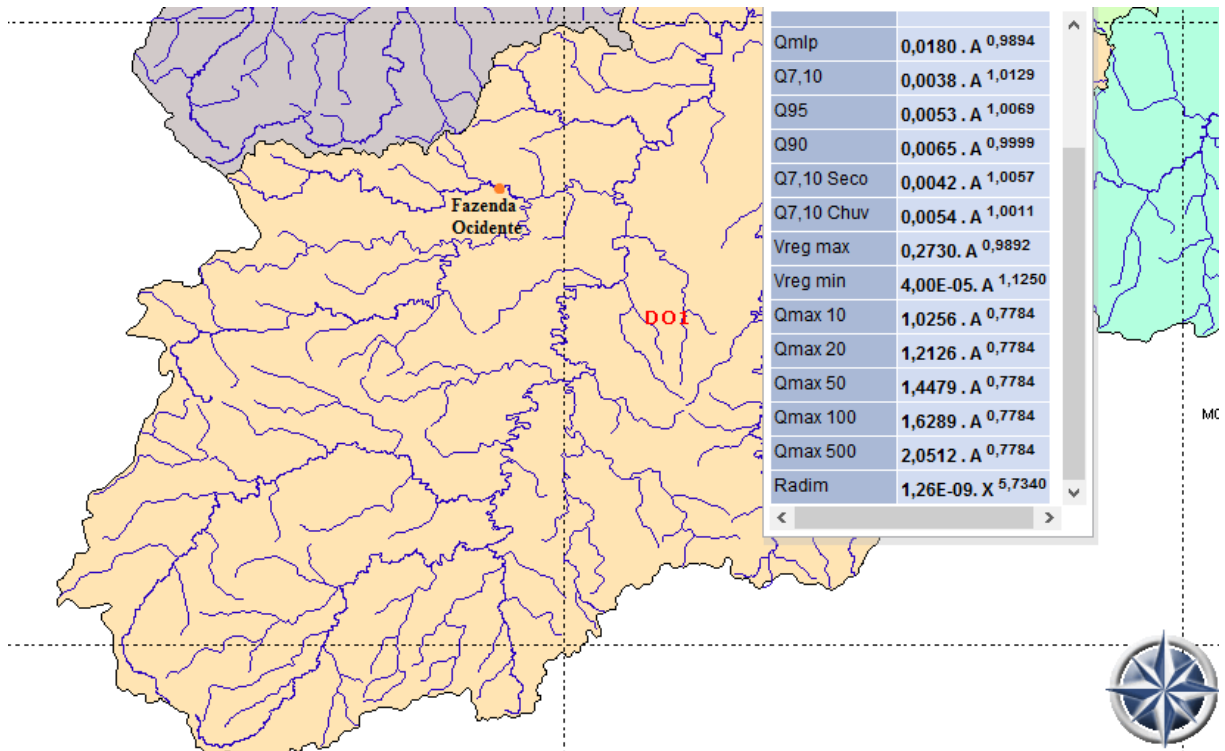 Qmlp 0,0180 . A 0,9894
Q7,10 0,0038 . A 1,0129
Q95 0,0053 . A 1,0069
Q90 0,0065 . A 0,9999
Q7,10 Seco 0,0042 . A 1,0057
Q7,10 Chuv 0,0054 . A 1,0011
Vreg max 0,2730. A 0,9892
Vreg min 4,00E-05. A 1,1250
Qmax 10 1,0256 . A 0,7784
Qmax 20 1,2126 . A 0,7784
Qmax 50 1,4479 . A 0,7784
Qmax 100 1,6289 . A 0,7784
Qmax 500 2,0512 . A 0,7784
Radim 1,26E-09. X 5,7340
Fazenda
Ocidente
DO1